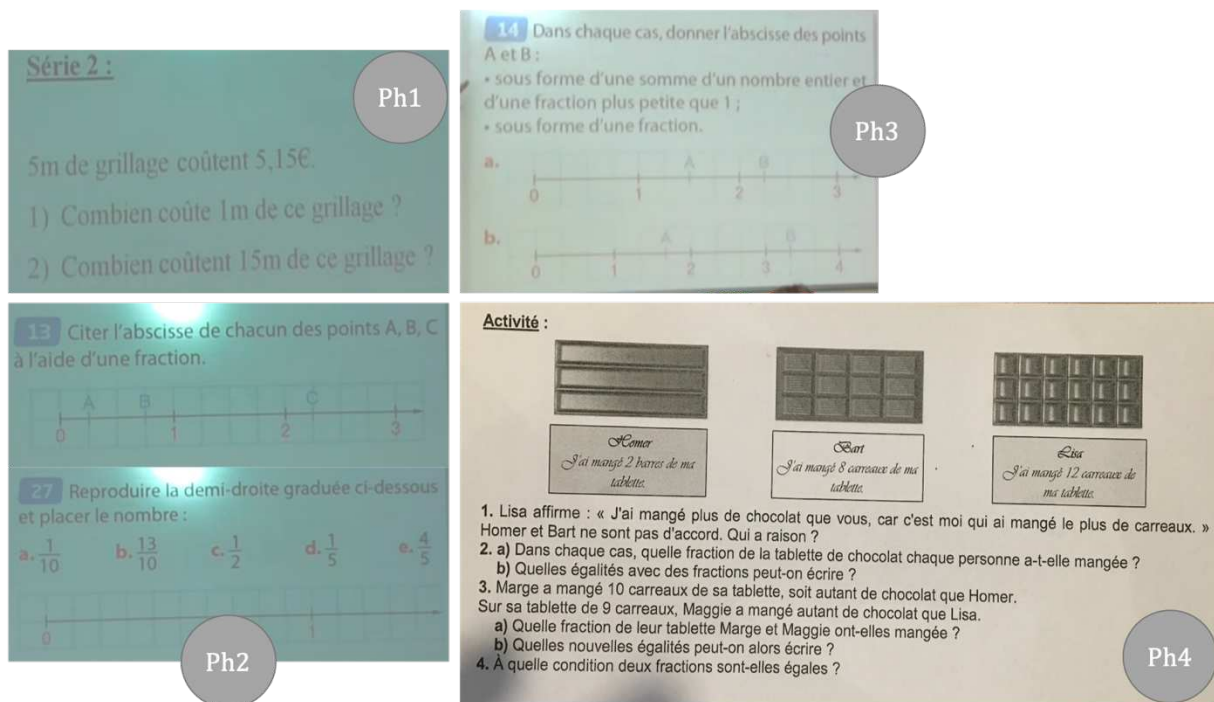 Série 2 :
Ph1
5m de grillage coûtent 5,15€.
1) Combien coûte 1m de ce grillage ?
2) Combien coûtent 15m de ce grillage ?
14 Dans chaque cas, donner l'abscisse des points
A et B :
• sous forme d'une somme d'un nombre entier et
d'une fraction plus petite que 1 ;
• sous forme d'une fraction.
Ph3
a.
A B
0 1 2 3
b.
A B
0 1 2 3 4
13 Citer l'abscisse de chacun des points A, B, C
à l'aide d'une fraction.
A B C
0 1 2 3
27 Reproduire la demi-droite graduée ci-dessous
et placer le nombre :
a. 1/10 b. 13/10 c. 1/2 d. 1/5 e. 4/5
0 1
Ph2
Activité :
Homer
J'ai mangé 2 barres de ma
tablette.
Bart
J'ai mangé 8 carreaux de ma
tablette.
Lisa
J'ai mangé 12 carreaux de
ma tablette.
1. Lisa affirme : « J'ai mangé plus de chocolat que vous, car c'est moi qui ai mangé le plus de carreaux. »
Homer et Bart ne sont pas d'accord. Qui a raison ?
2. a) Dans chaque cas, quelle fraction de la tablette de chocolat chaque personne a-t-elle mangée ?
b) Quelles égalités avec des fractions peut-on écrire ?
3. Marge a mangé 10 carreaux de sa tablette, soit autant de chocolat que Homer.
Sur sa tablette de 9 carreaux, Maggie a mangé autant de chocolat que Lisa.
a) Quelle fraction de leur tablette Marge et Maggie ont-elles mangée ?
b) Quelles nouvelles égalités peut-on alors écrire ?
4. À quelle condition deux fractions sont-elles égales ?
Ph4